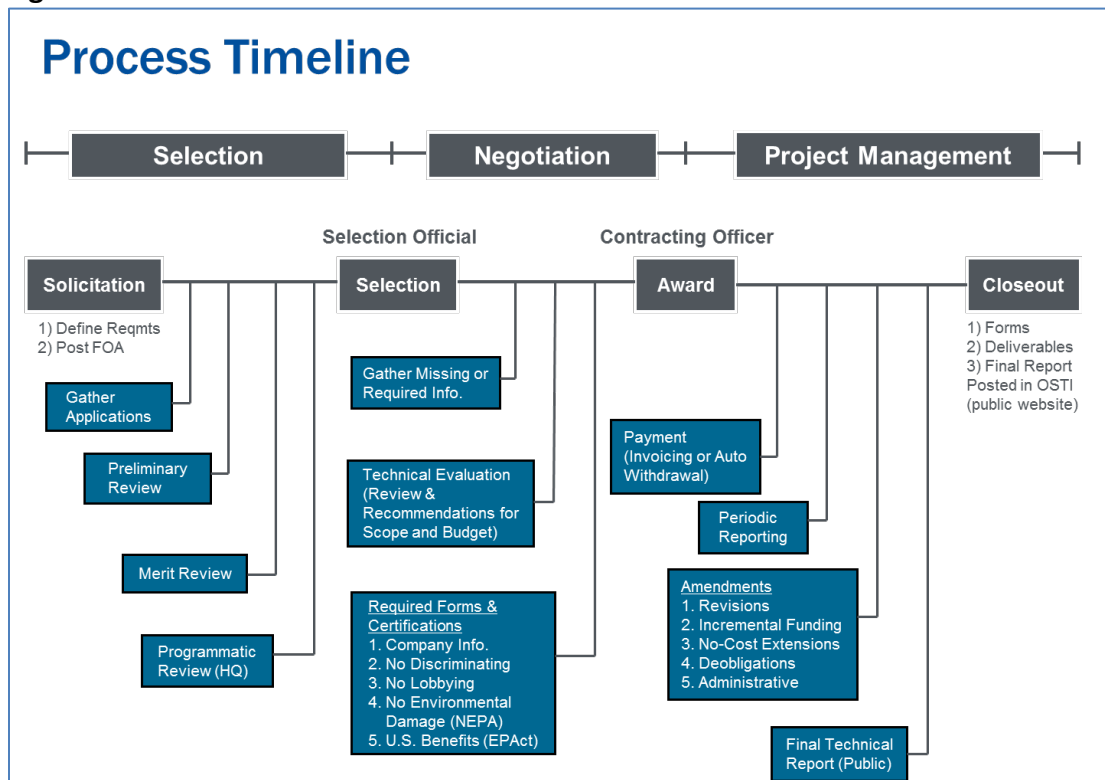 Process Timeline
Selection
Negotiation
Project Management
Selection Official
Contracting Officer
Solicitation
Selection
Award
Closeout
1) Define Reqmts
2) Post FOA
1) Forms
2) Deliverables
3) Final Report
Posted in OSTI
(public website)
Gather
Applications
Preliminary
Review
Merit Review
Programmatic
Review (HQ)
Gather Missing or
Required Info.
Technical Evaluation
(Review &
Recommendations for
Scope and Budget)
Required Forms &
Certifications
1. Company Info.
2. No Discriminating
3. No Lobbying
4. No Environmental
Damage (NEPA)
5. U.S. Benefits (EPAct)
Payment
(Invoicing or Auto
Withdrawal)
Periodic
Reporting
Amendments
1. Revisions
2. Incremental Funding
3. No-Cost Extensions
4. Deobligations
5. Administrative
Final Technical
Report (Public)